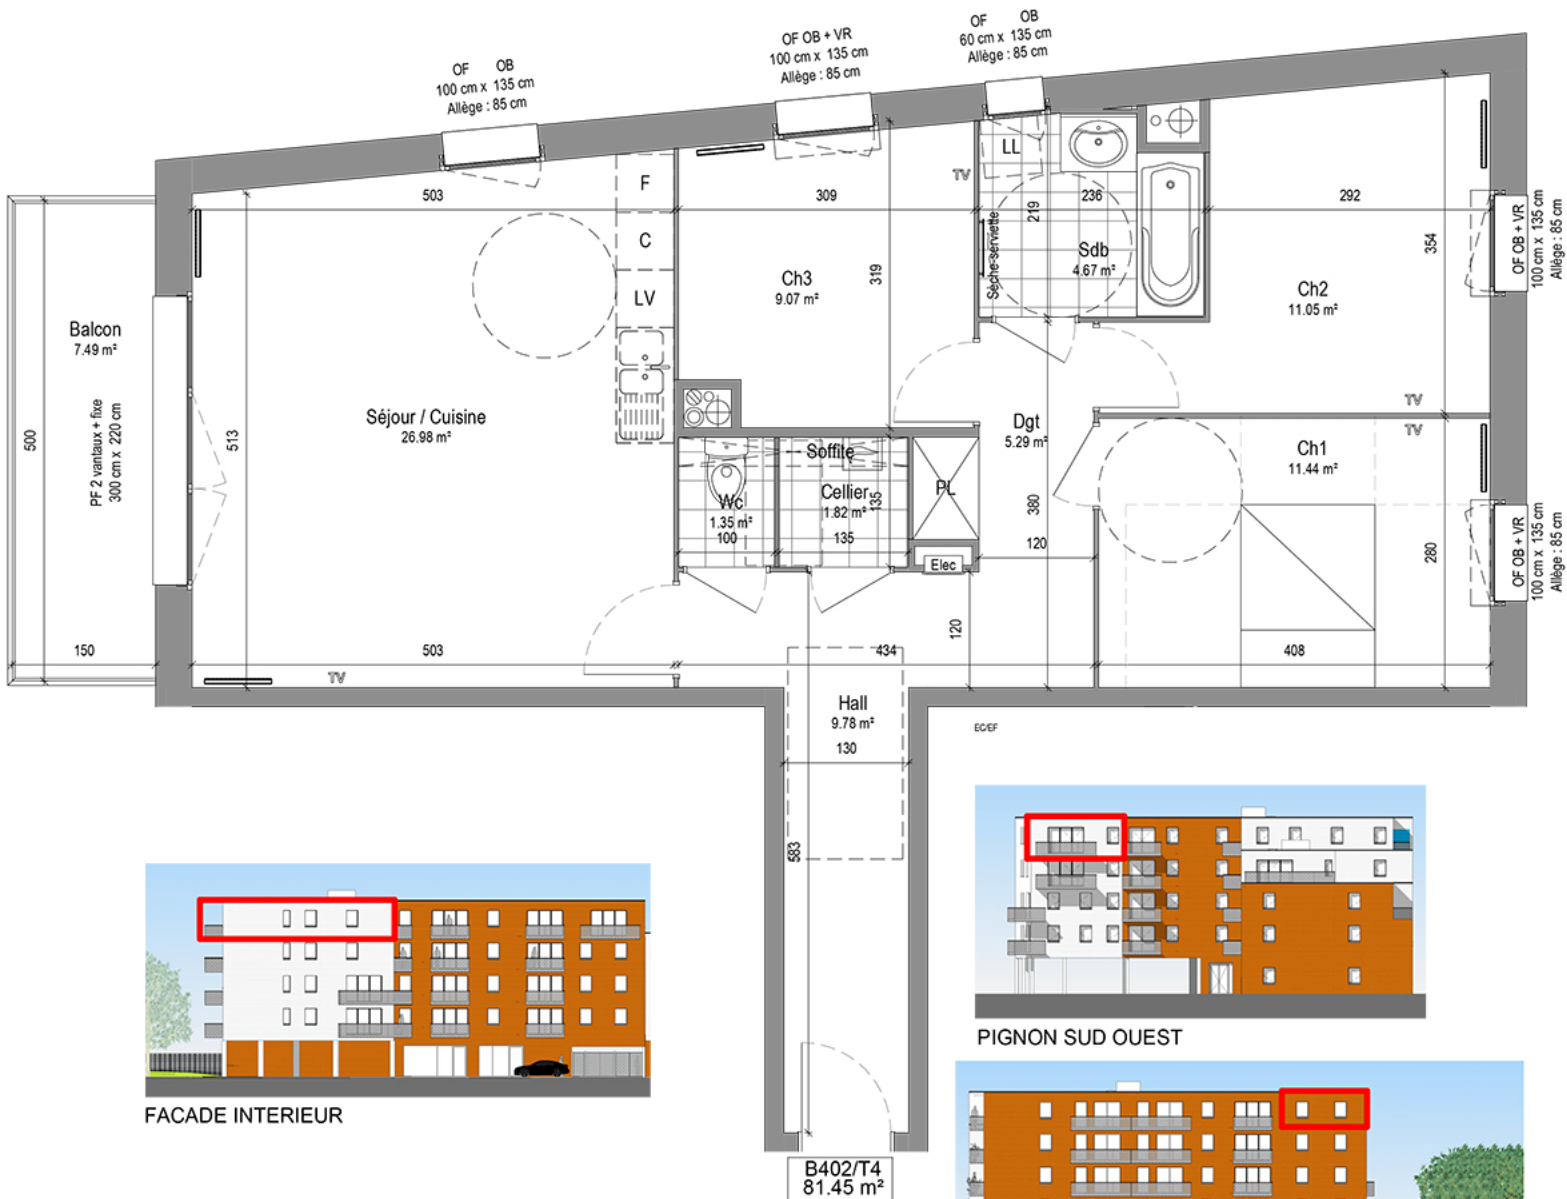 OF OB
100 cm x 135 cm
Allège : 85 cm
OF OB + VR
100 cm x 135 cm
Allège : 85 cm
OF OB
60 cm x 135 cm
Allège : 85 cm
503
F
C
LV
309
TV
LL
219
236
Sèche-serviette
Sdb
4.67 m²
292
354
OF OB + VR
100 cm x 135 cm
Allège : 85 cm
Balcon
7.49 m²
500
PF 2 vantaux + fixe
300 cm x 220 cm
513
Séjour / Cuisine
26.98 m²
Ch3
9.07 m²
319
Ch2
11.05 m²
TV
TV
Dgt
5.29 m²
380
120
Ch1
11.44 m²
280
OF OB + VR
100 cm x 135 cm
Allège : 85 cm
Soffite
Wc
1.35 m²
100
Cellier
1.82 m²
135
135
PL
Elec
120
150
503
TV
434
408
Hall
9.78 m²
130
583
EC/EF
FACADE INTERIEUR
PIGNON SUD OUEST
B402/T4
81.45 m²